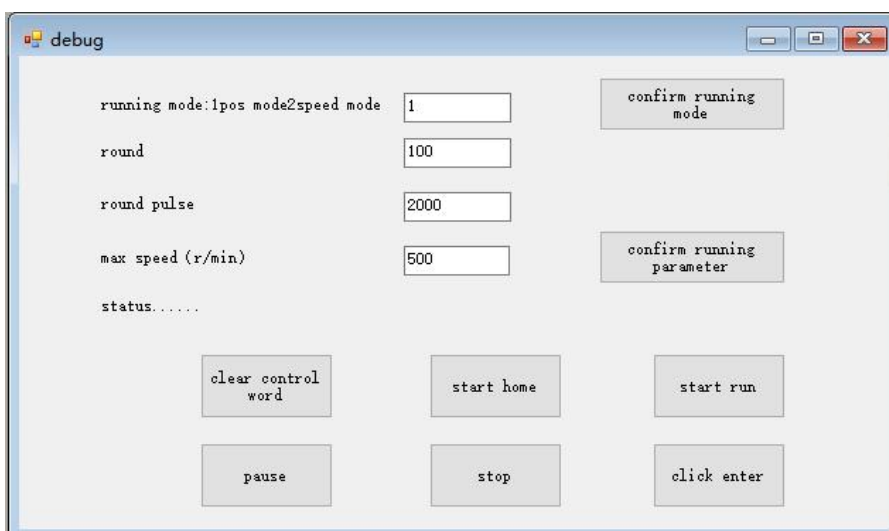 debug
running mode:1pos mode2speed mode
1
confirm running
mode
round
100
round pulse
2000
max speed (r/min)
500
confirm running
parameter
status......
clear control
word
start home
start run
pause
stop
click enter